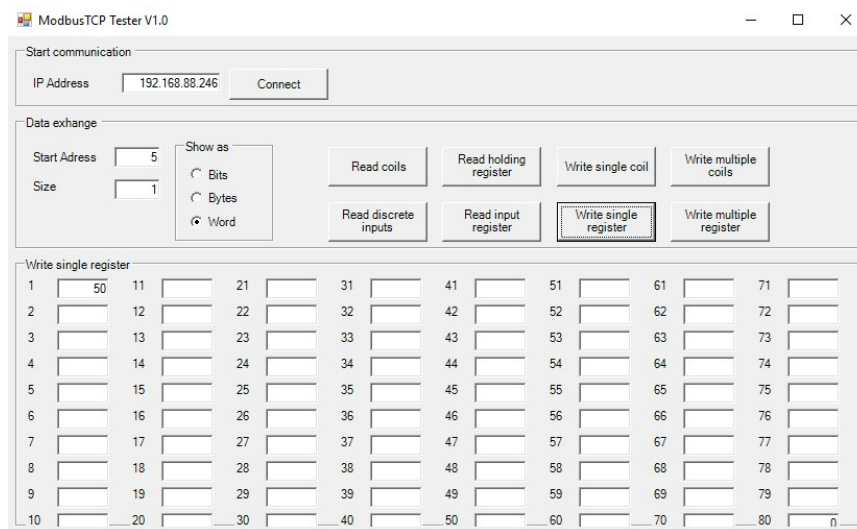 ModbusTCP Tester V1.0
Start communication
IP Address 192.168.88.246 Connect
Data exhange
Start Adress 5 Show as
Size 1 Bits Bytes Word
Read coils Read holding register Write single coil Write multiple coils
Read discrete inputs Read input register Write single register Write multiple register
Write single register
1 50 11 21 31 41 51 61 71
2 12 22 32 42 52 62 72
3 13 23 33 43 53 63 73
4 14 24 34 44 54 64 74
5 15 25 35 45 55 65 75
6 16 26 36 46 56 66 76
7 17 27 37 47 57 67 77
8 18 28 38 48 58 68 78
9 19 29 39 49 59 69 79
10 20 30 40 50 60 70 80 0